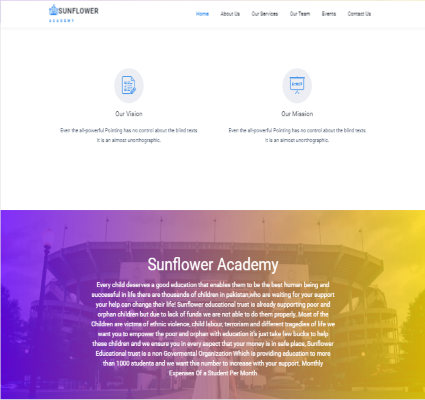 SUNFLOWER
ACADEMY
Home About Us Our Services Our Team Events Contact Us
Our Vision
Even the all-powerful Pointing has no control about the blind texts
it is an almost unorthographic.
Our Mission
Even the all-powerful Pointing has no control about the blind texts
it is an almost unorthographic.
Sunflower Academy
Every child deserves a good education that enables them to be the best human being and
successful in life there are thousands of children in pakistan,who are waiting for your support
your help can change their life! Sunflower educational trust is already supporting poor and
orphan children but due to lack of funds we are not able to do them properly. Most of the
Children are victims of ethnic violence, child labour, terrorism and different tragedies of life we
want you to empower the poor and orphan with education it's just take few bucks to help
these children and we ensure you in every aspect that your money is in safe place, Sunflower
Educational trust is a non Govermental Organization Which is providing education to more
than 1000 students and we want this number to increase with your support. Monthly
Expenses Of a Student Per Month.